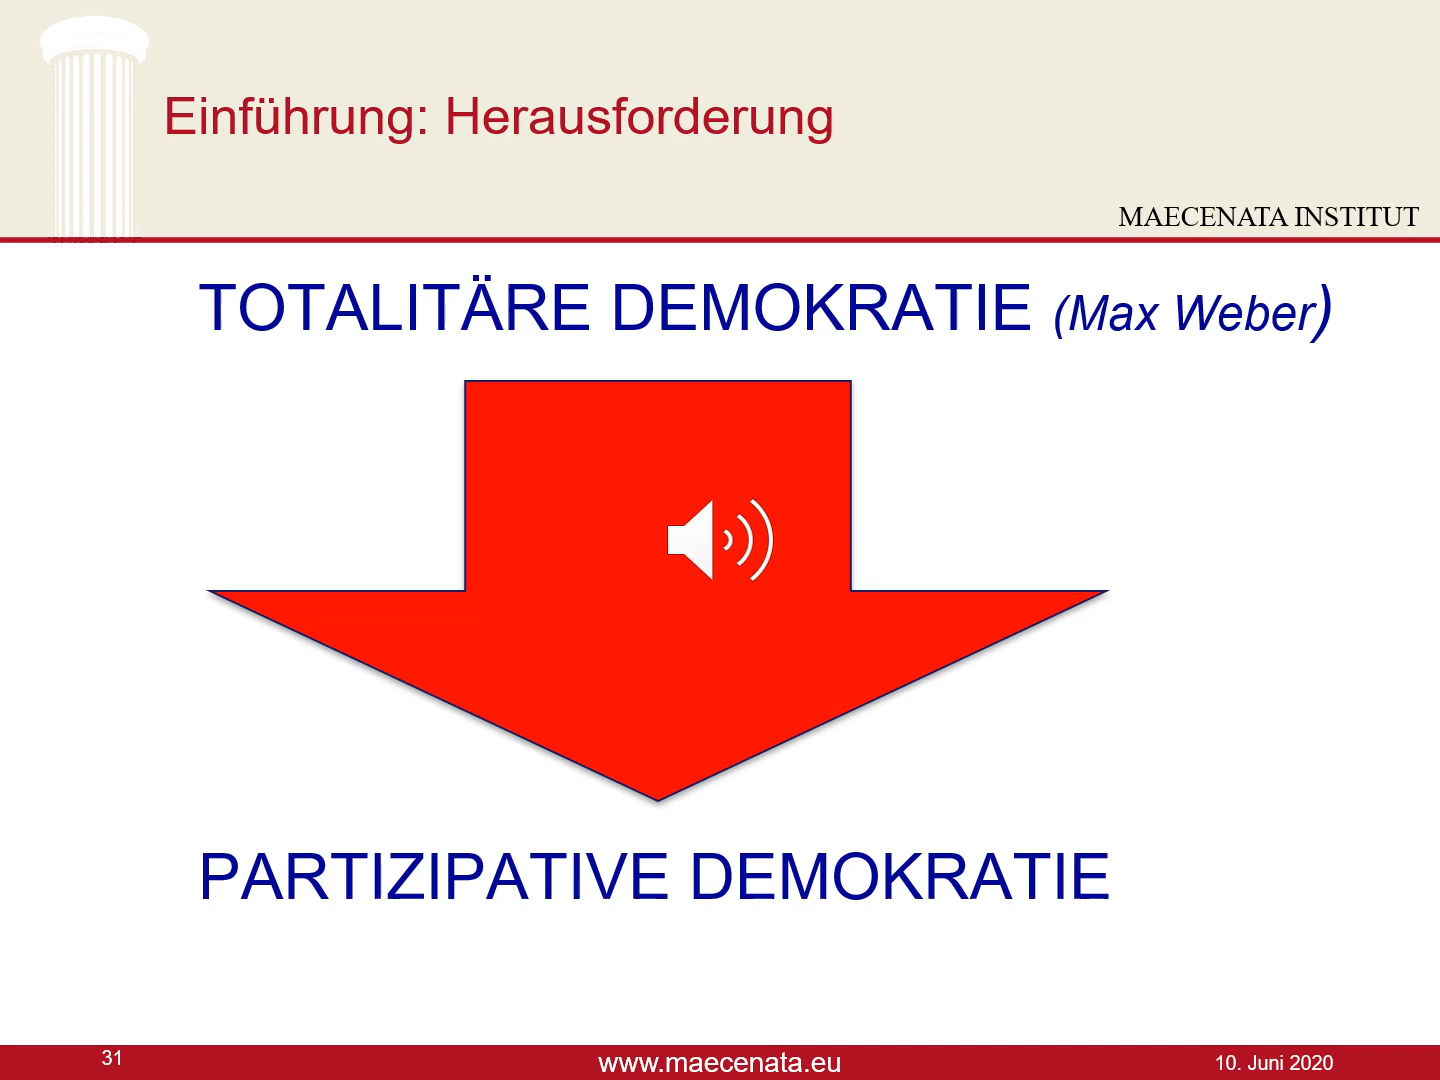 Einführung: Herausforderung
MAECENATA INSTITUT
TOTALITÄRE DEMOKRATIE (Max Weber)
PARTIZIPATIVE DEMOKRATIE
31
www.maecenata.eu
10. Juni 2020